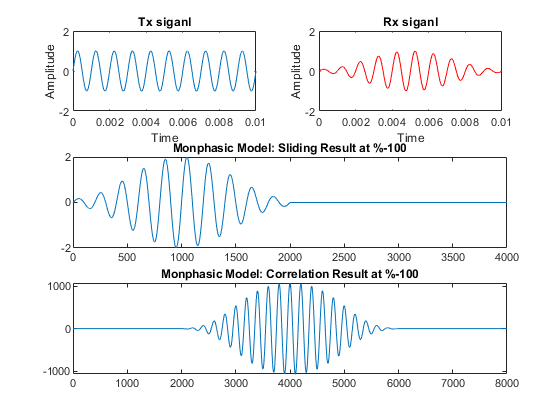 Tx siganl
Rx siganl
2
0
-2
Amplitude
0 0.002 0.004 0.006 0.008 0.01
Time
2
0
-2
Amplitude
0 0.002 0.004 0.006 0.008 0.01
Time
Monphasic Model: Sliding Result at %-100
2
0
-2
0 500 1000 1500 2000 2500 3000 3500 4000
Monphasic Model: Correlation Result at %-100
1000
0
-1000
0 1000 2000 3000 4000 5000 6000 7000 8000